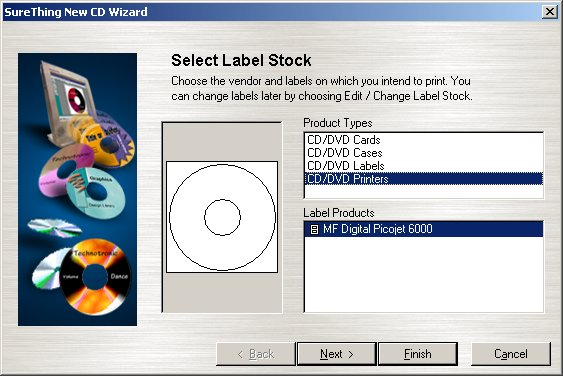 SureThing New CD Wizard
Select Label Stock
Choose the vendor and labels on which you intend to print. You
can change labels later by choosing Edit / Change Label Stock.
Product Types
CD/DVD Cards
CD/DVD Cases
CD/DVD Labels
CD/DVD Printers
Label Products
MF Digital Picojet 6000
Technotronic
Graphics
Design Library
Technotronic
Volume
Dance
< Back
Next >
Finish
Cancel